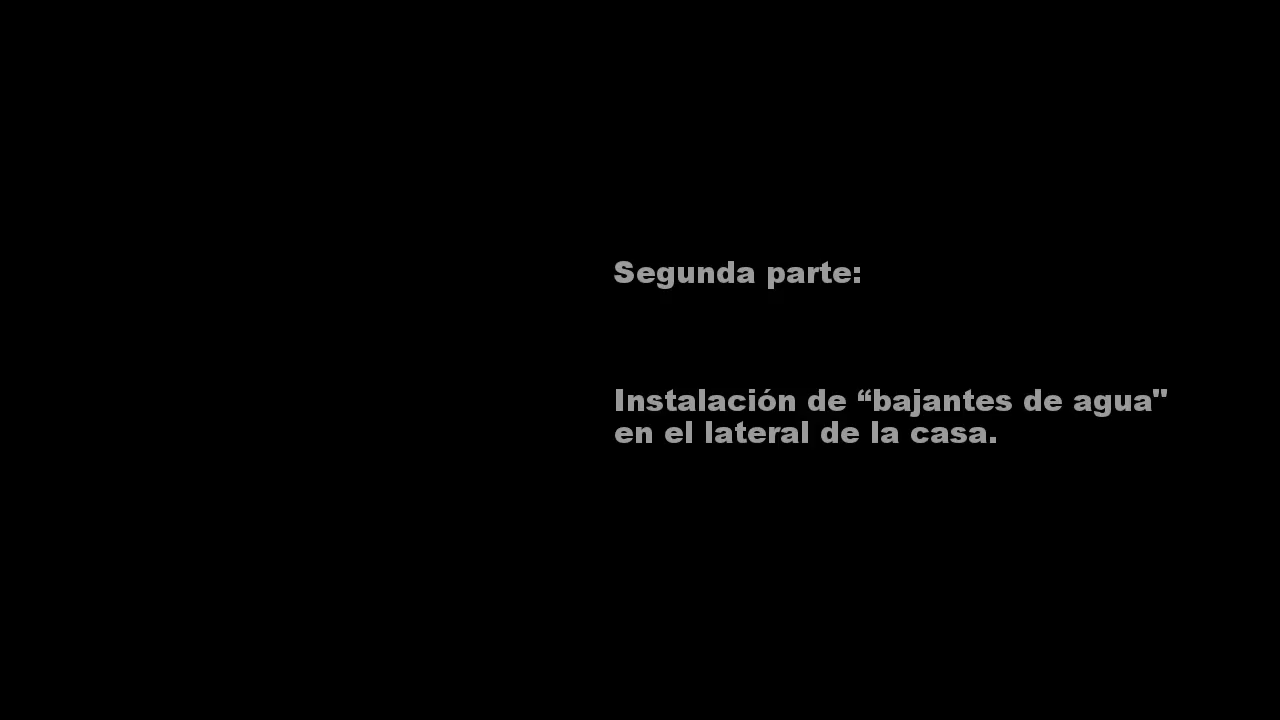 Segunda parte:
Instalación de “bajantes de agua"
en el lateral de la casa.